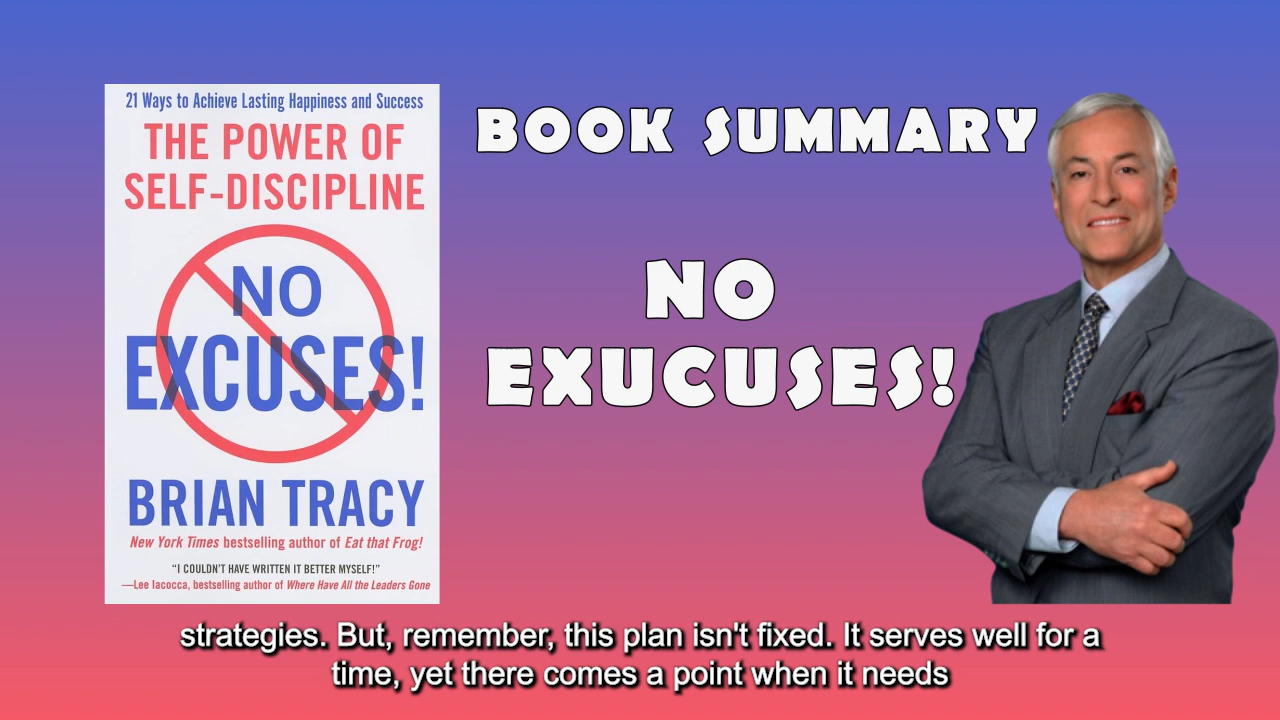 21 Ways to Achieve Lasting Happiness and Success
THE POWER OF
SELF-DISCIPLINE
NO
EXCUSES!
BRIAN TRACY
New York Times bestselling author of Eat that Frog!
"I COULDN'T HAVE WRITTEN IT BETTER MYSELF!"
—Lee Iacocca, bestselling author of Where Have All the Leaders Gone
BOOK SUMMARY
NO
EXUCUSES!
strategies. But, remember, this plan isn't fixed. It serves well for a
time, yet there comes a point when it needs